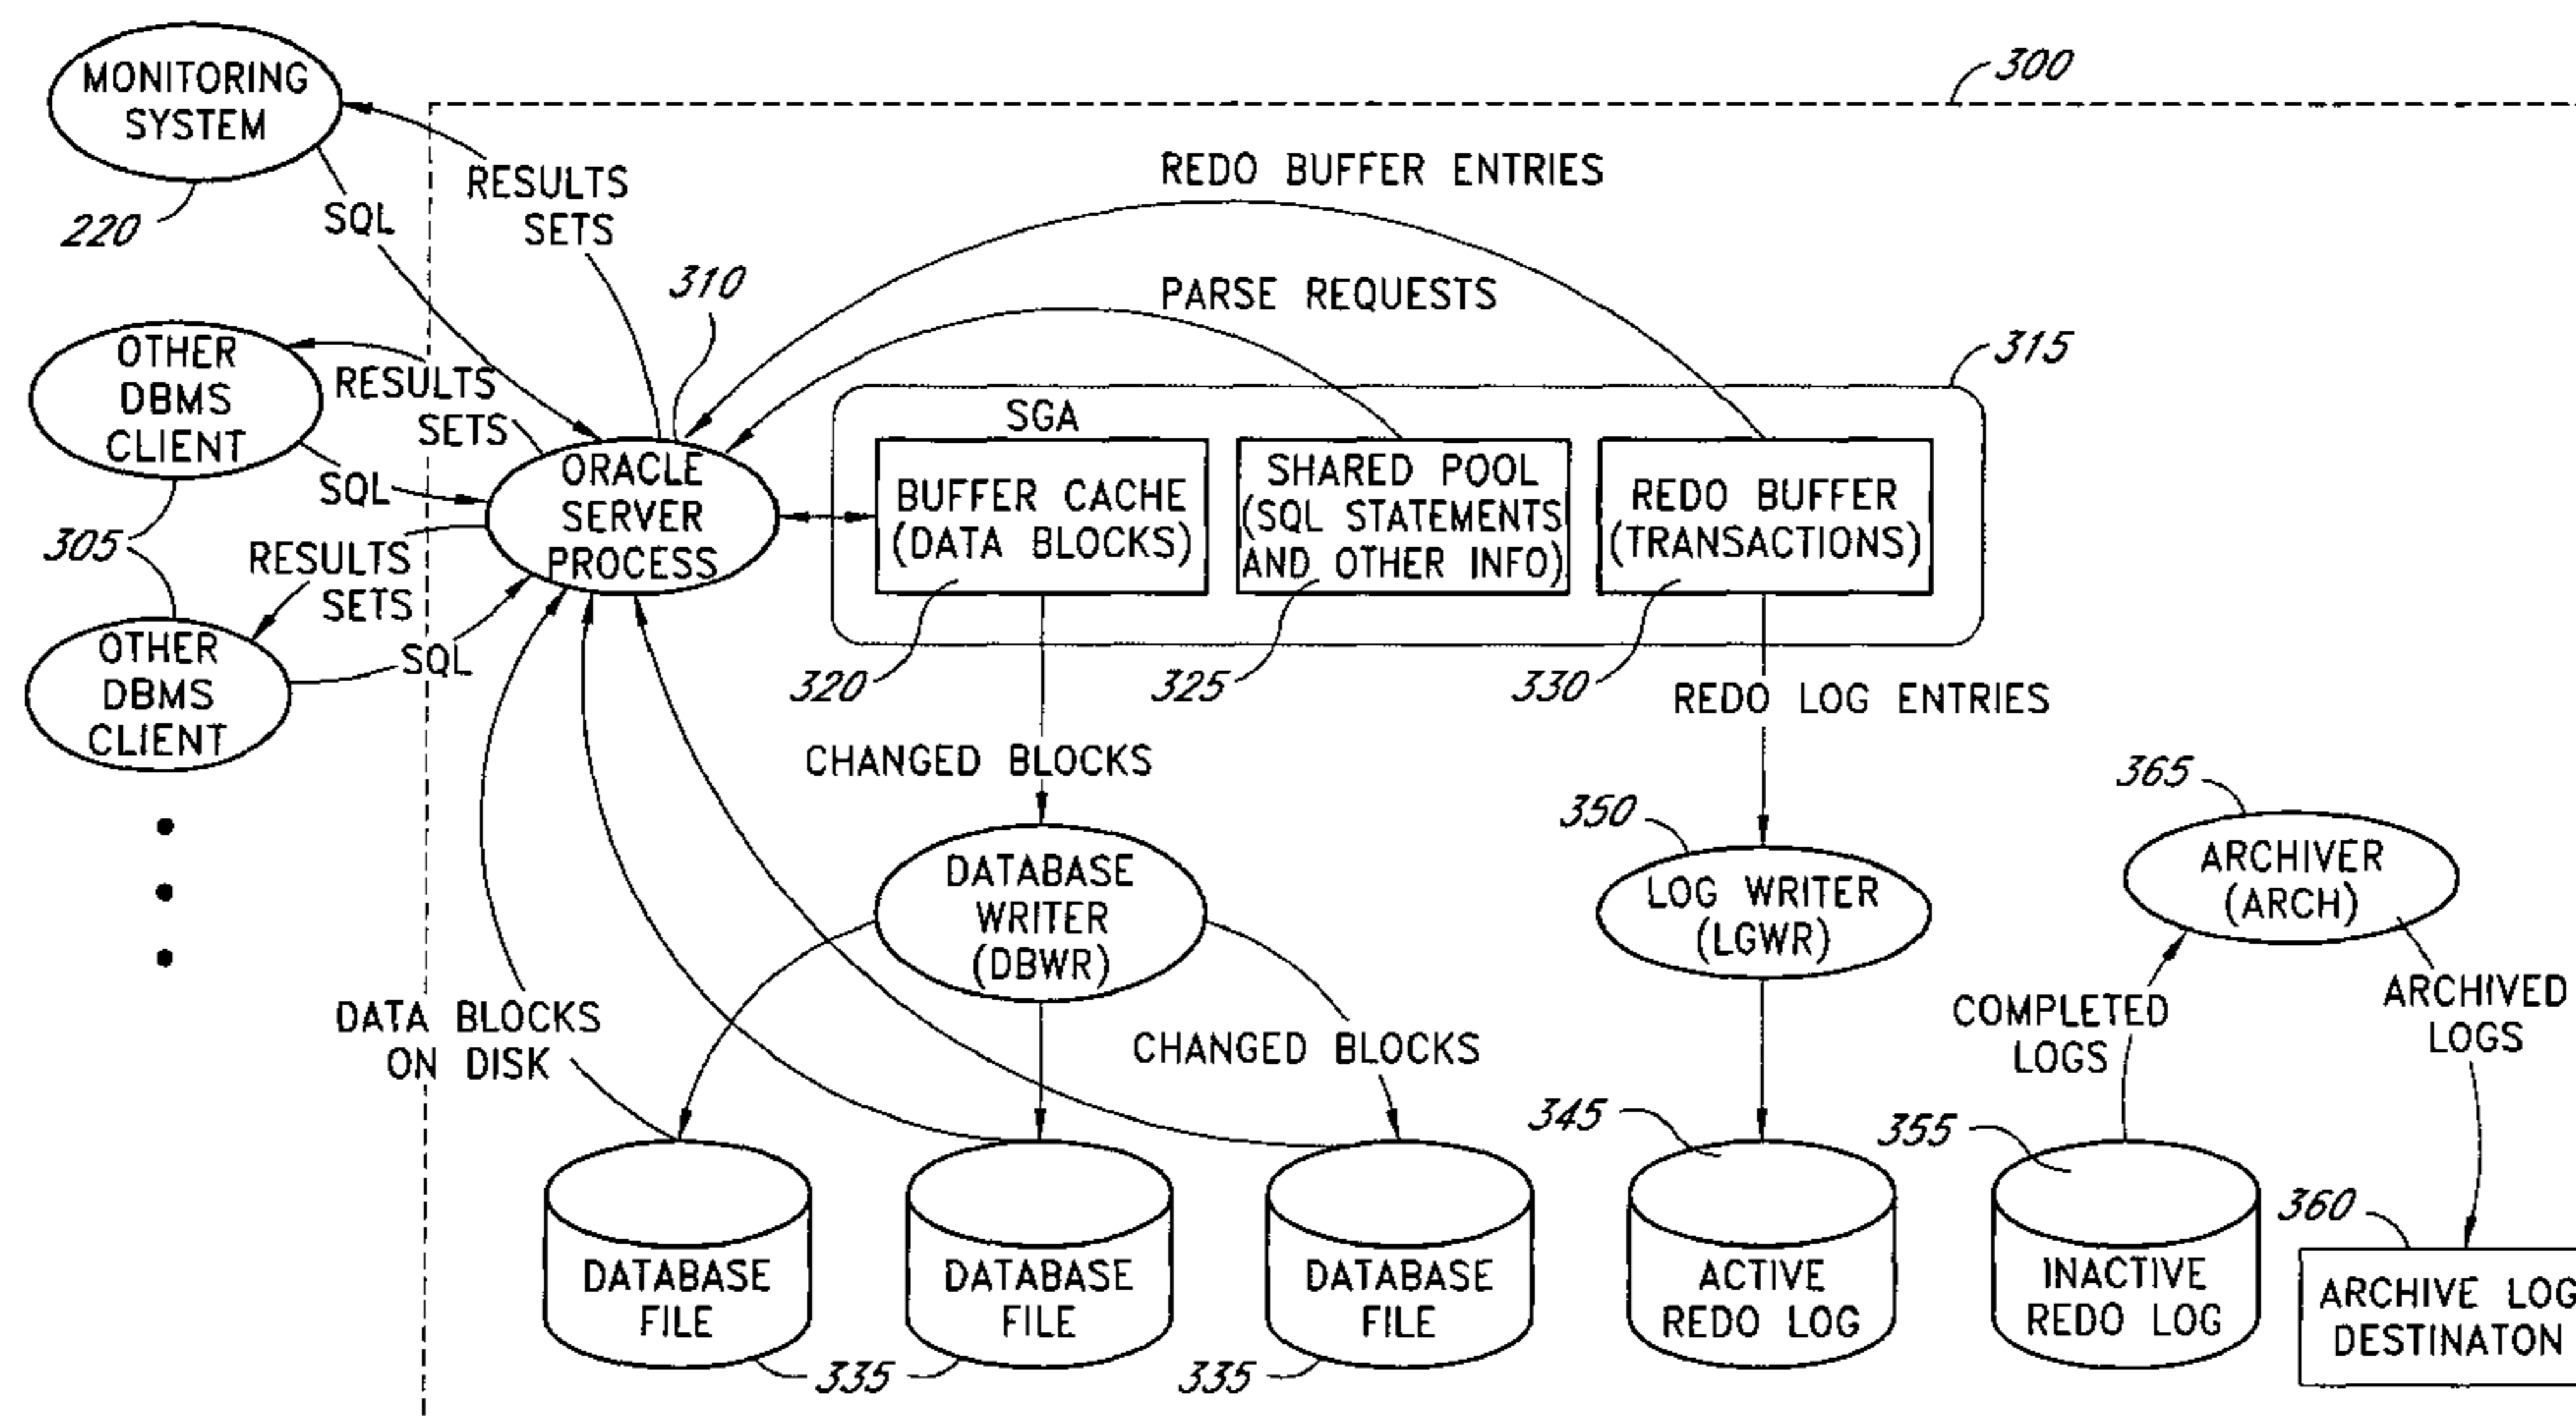 300
MONITORING
SYSTEM
220
SQL
RESULTS
SETS
REDO BUFFER ENTRIES
PARSE REQUESTS
310
315
OTHER
DBMS
CLIENT
RESULTS
SETS
SQL
305
OTHER
DBMS
CLIENT
RESULTS
SETS
SQL
ORACLE
SERVER
PROCESS
SGA
BUFFER CACHE
(DATA BLOCKS)
320
SHARED POOL
(SQL STATEMENTS
AND OTHER INFO)
325
REDO BUFFER
(TRANSACTIONS)
330
CHANGED BLOCKS
REDO LOG ENTRIES
DATABASE
WRITER
(DBWR)
350
LOG WRITER
(LGWR)
365
ARCHIVER
(ARCH)
DATA BLOCKS
ON DISK
CHANGED BLOCKS
COMPLETED
LOGS
ARCHIVED
LOGS
DATABASE
FILE
DATABASE
FILE
DATABASE
FILE
335
335
345
ACTIVE
REDO LOG
355
INACTIVE
REDO LOG
360
ARCHIVE LOG
DESTINATON